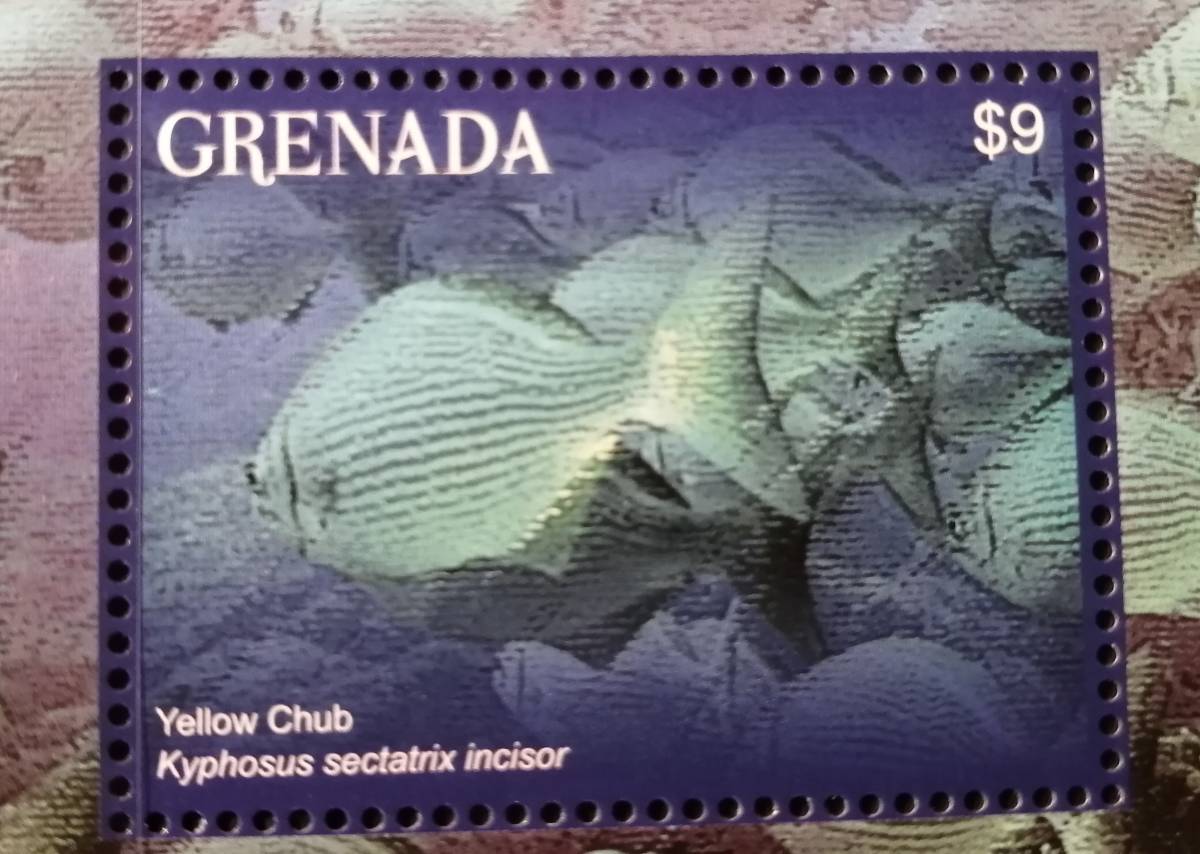 GRENADA
$9
Yellow Chub
Kyphosus sectatrix incisor